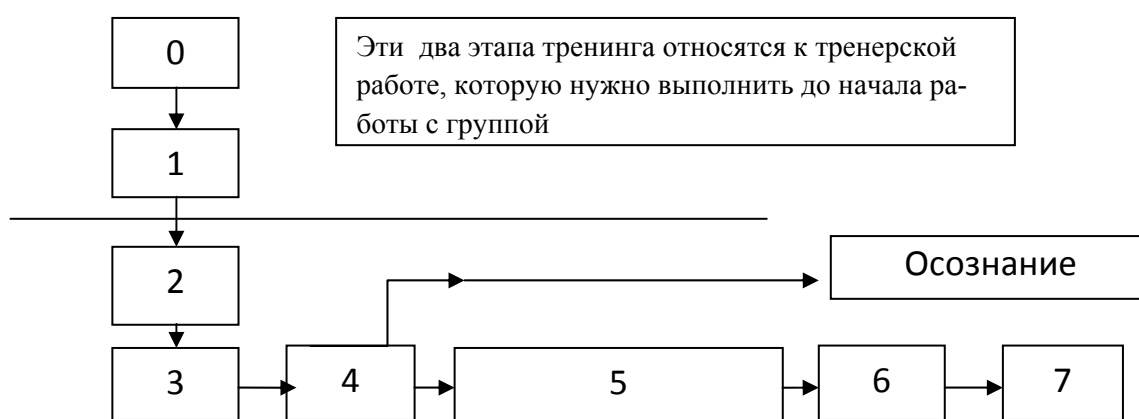 0
Эти два этапа тренинга относятся к тренерской
работе, которую нужно выполнить до начала ра-
боты с группой
1
2
Осознание
3 4 5 6 7